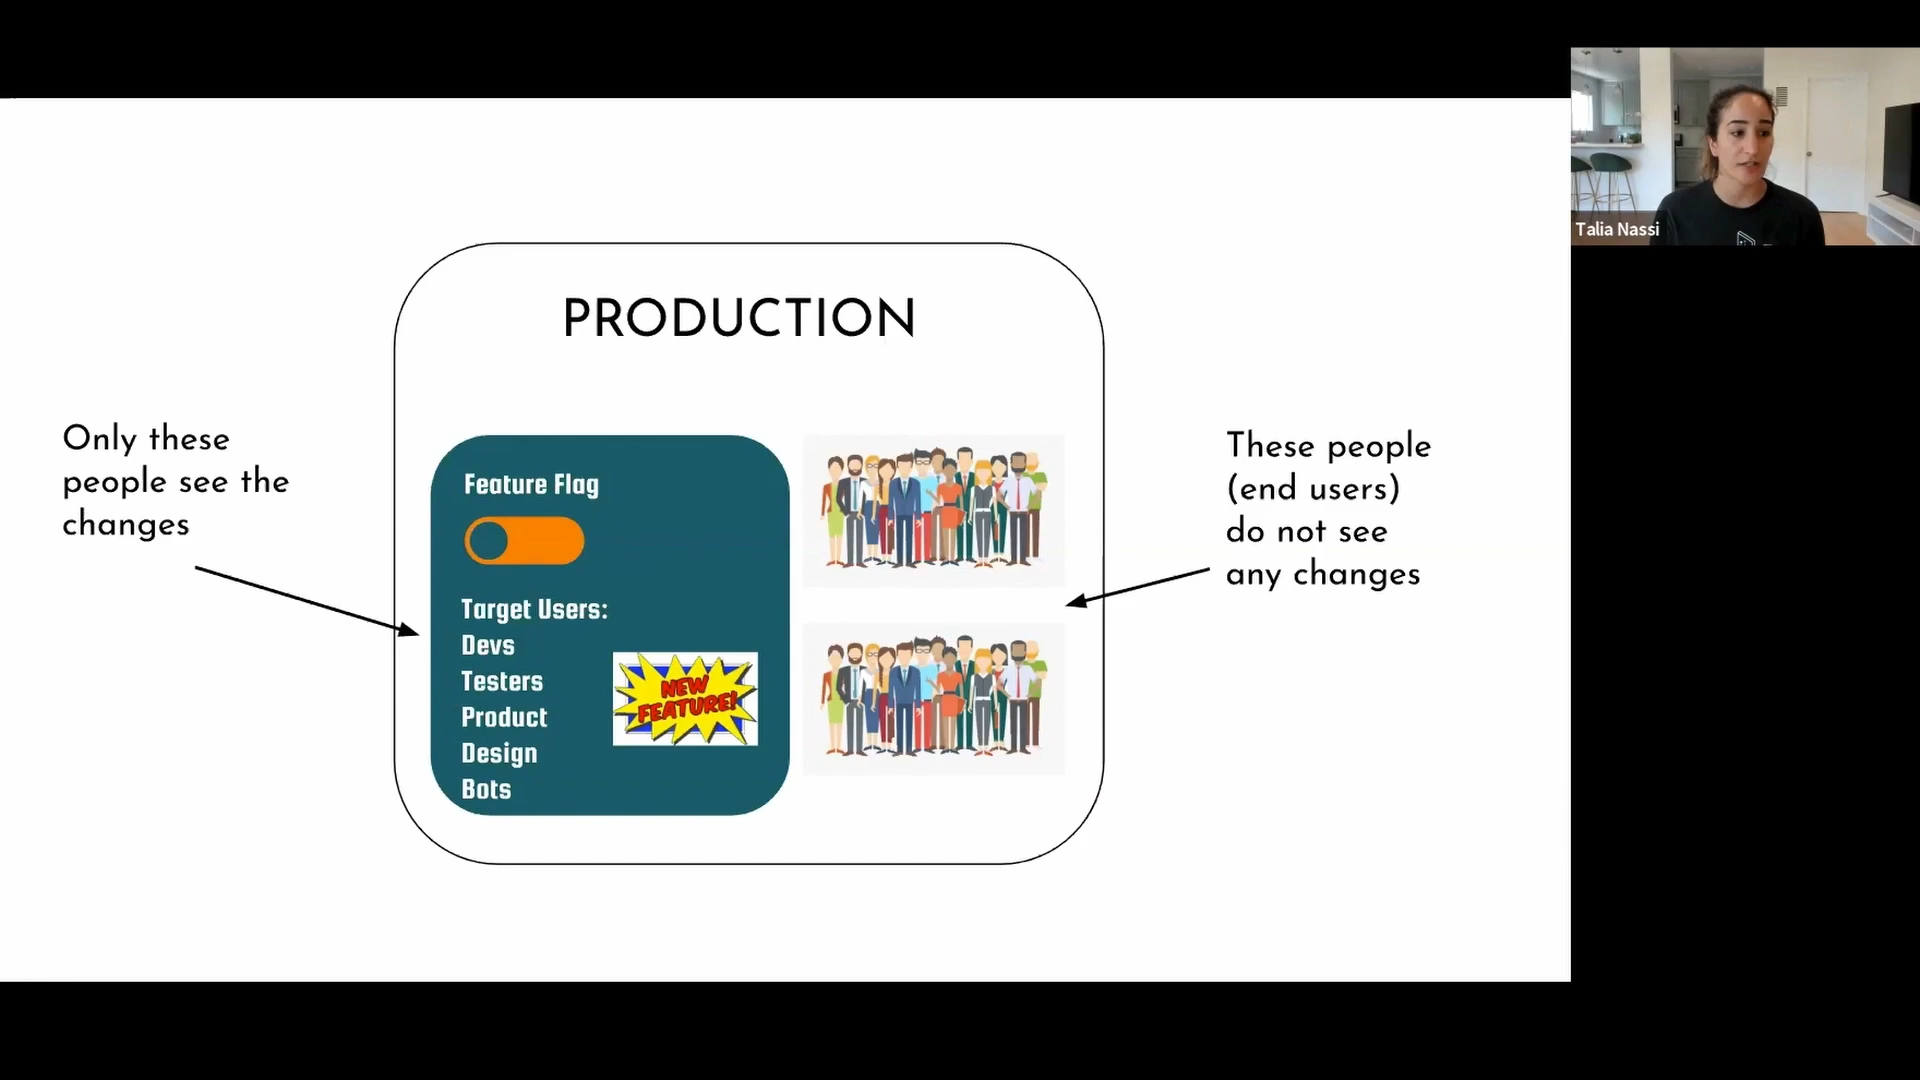 PRODUCTION
Only these
people see the
changes
Feature Flag
Target Users:
Devs
Testers
Product
Design
Bots
NEW
FEATURE!
These people
(end users)
do not see
any changes
Talia Nassi